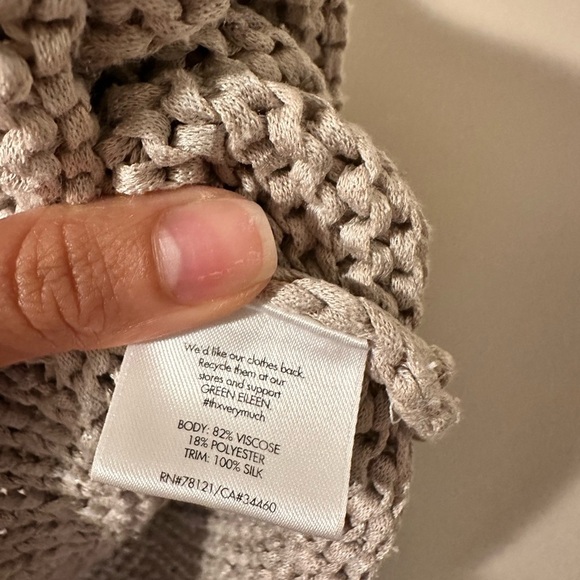 We'd like our clothes back.
Recycle them at our
stores and support
GREEN EILEEN.
#thxverymuch
BODY: 82% VISCOSE
18% POLYESTER
TRIM: 100% SILK
RN#78121/CA#34460